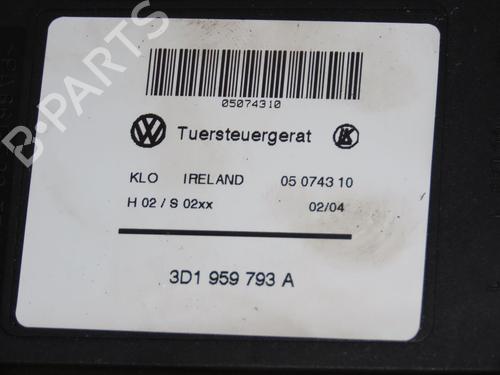 05074310
Tuersteuergerat
KLO IRELAND 05 0743 10
H 02 / S 02xx 02/04
3D1 959 793 A
B-PARTS